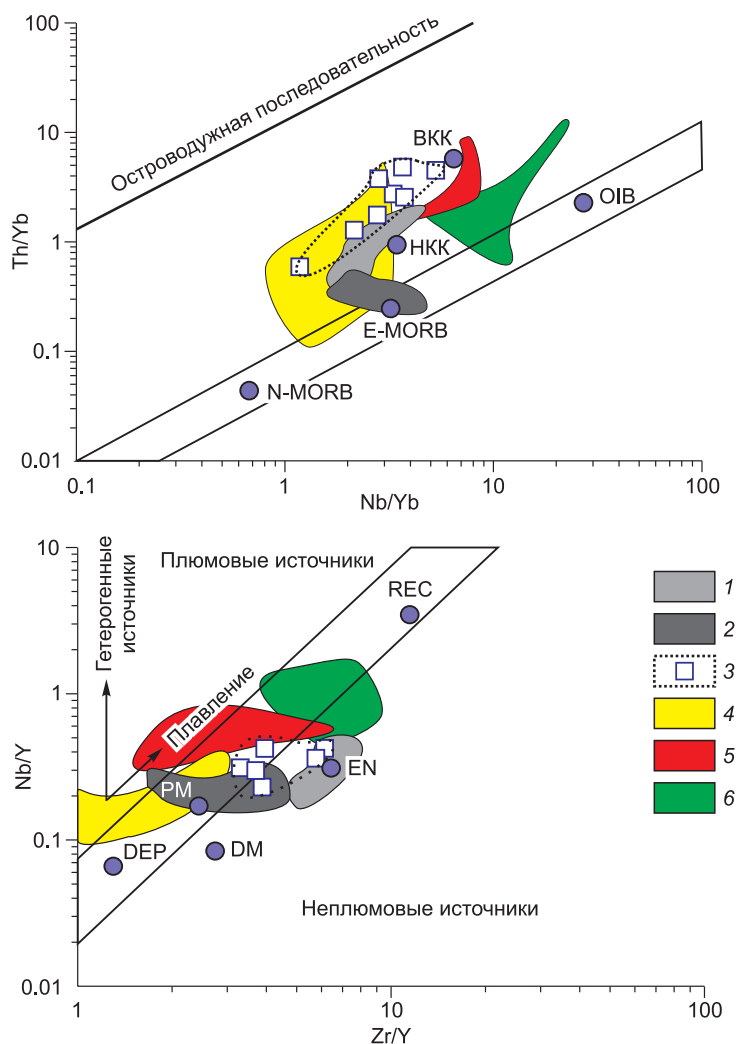 100
10
1
0.1
0.01
Th/Yb
Островодужная последовательность
ВКК
OIB
НКК
E-MORB
N-MORB
0.1
1
10
100
Nb/Yb
10
1
0.1
0.01
Nb/Y
Гетерогенные
источники
Плюмовые источники
REC
Плавление
EN
PM
DEP
DM
Неплюмовые источники
1
10
100
Zr/Y
1
2
3
4
5
6